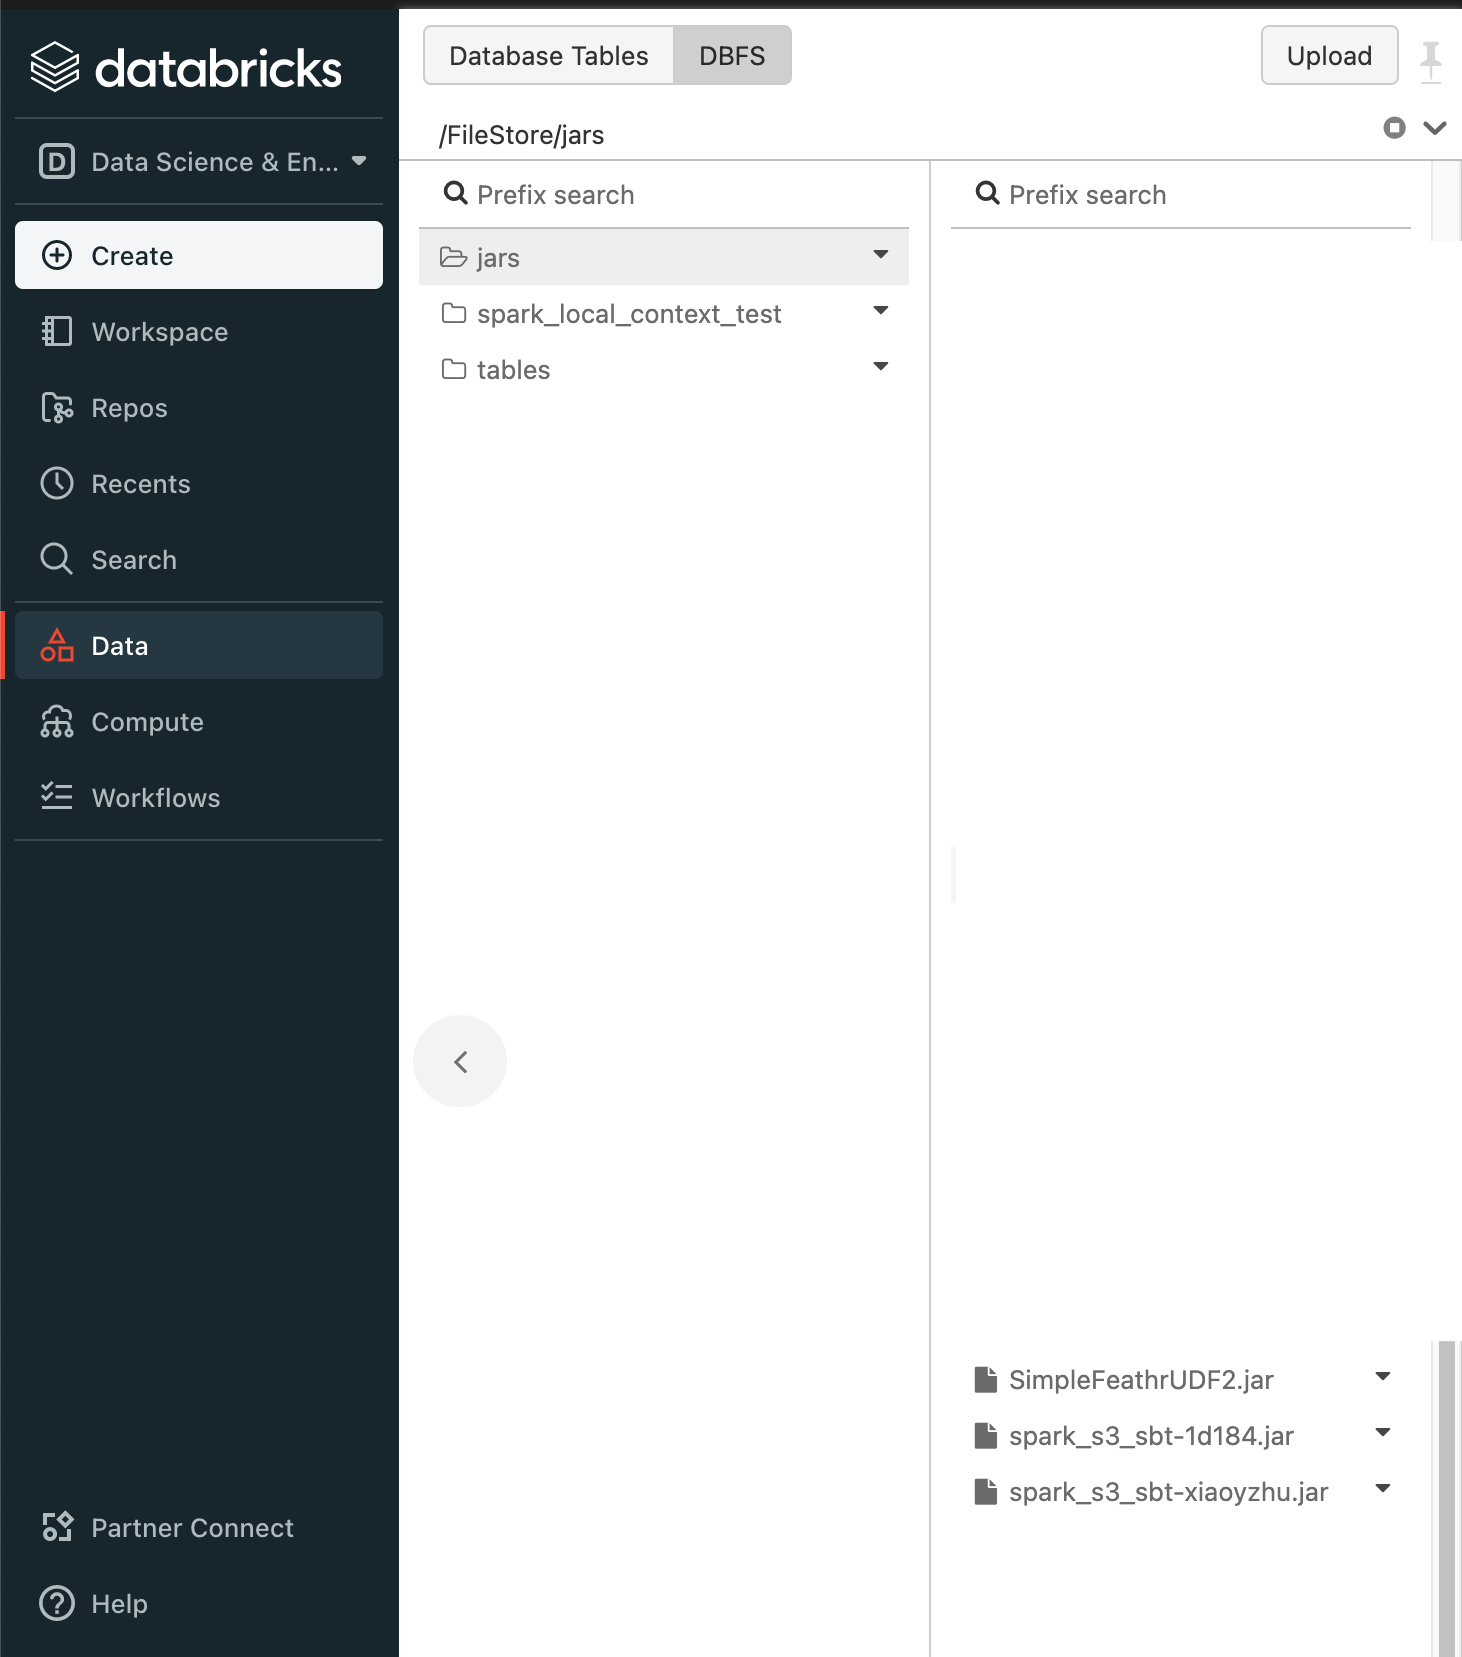 databricks
D Data Science & En...
Create
Workspace
Repos
Recents
Search
Data
Compute
Workflows
Partner Connect
Help
Database Tables
DBFS
Upload
/FileStore/jars
Prefix search
jars
spark_local_context_test
tables
Prefix search
SimpleFeathrUDF2.jar
spark_s3_sbt-1d184.jar
spark_s3_sbt-xiaoyzhu.jar